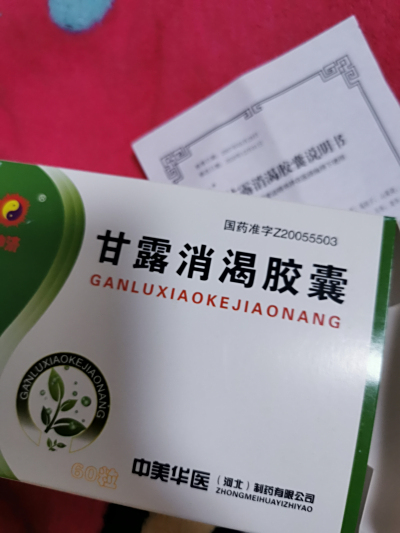 甘露消渴胶囊说明书
国药准字Z20055503
甘露消渴胶囊
GANLUXIAOKEJIAONANG
GANLUXIAOKEJIAONANG
60粒
中美华医（河北）制药有限公司
ZHONGMEIHUAYIZHIYAO